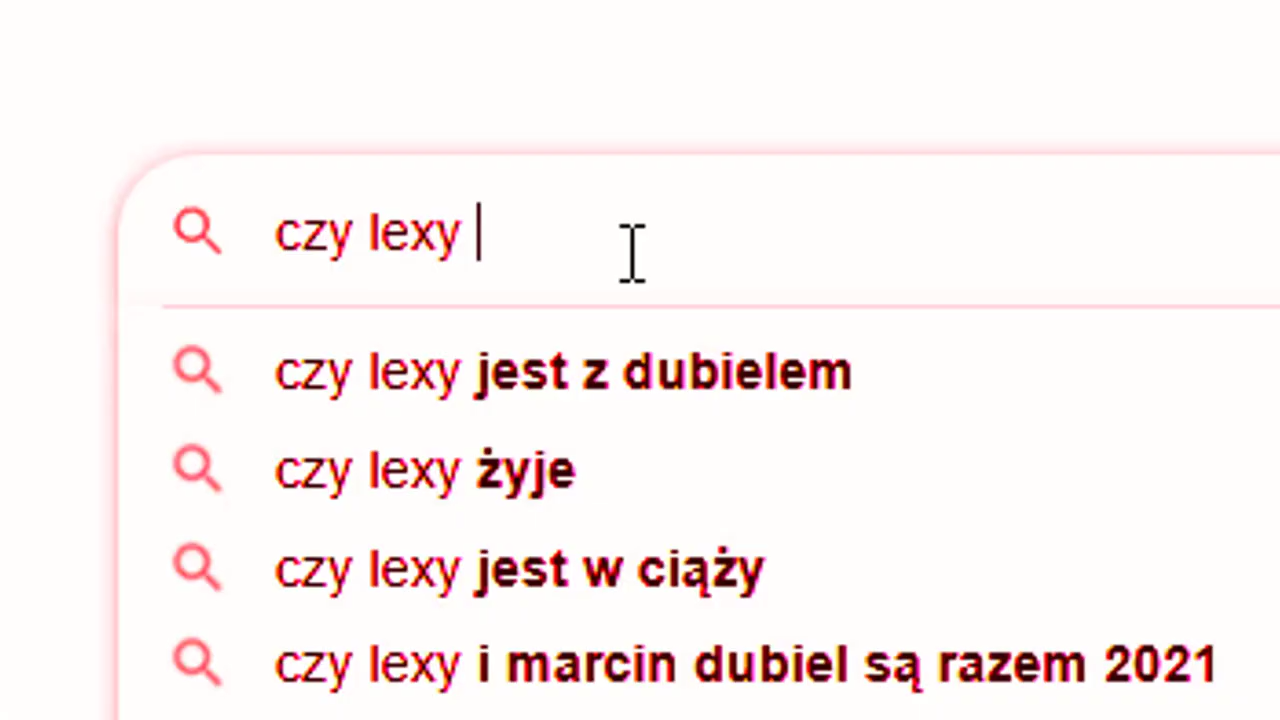 czy lexy
czy lexy jest z dubielem
czy lexy żyje
czy lexy jest w ciąży
czy lexy i marcin dubiel są razem 2021